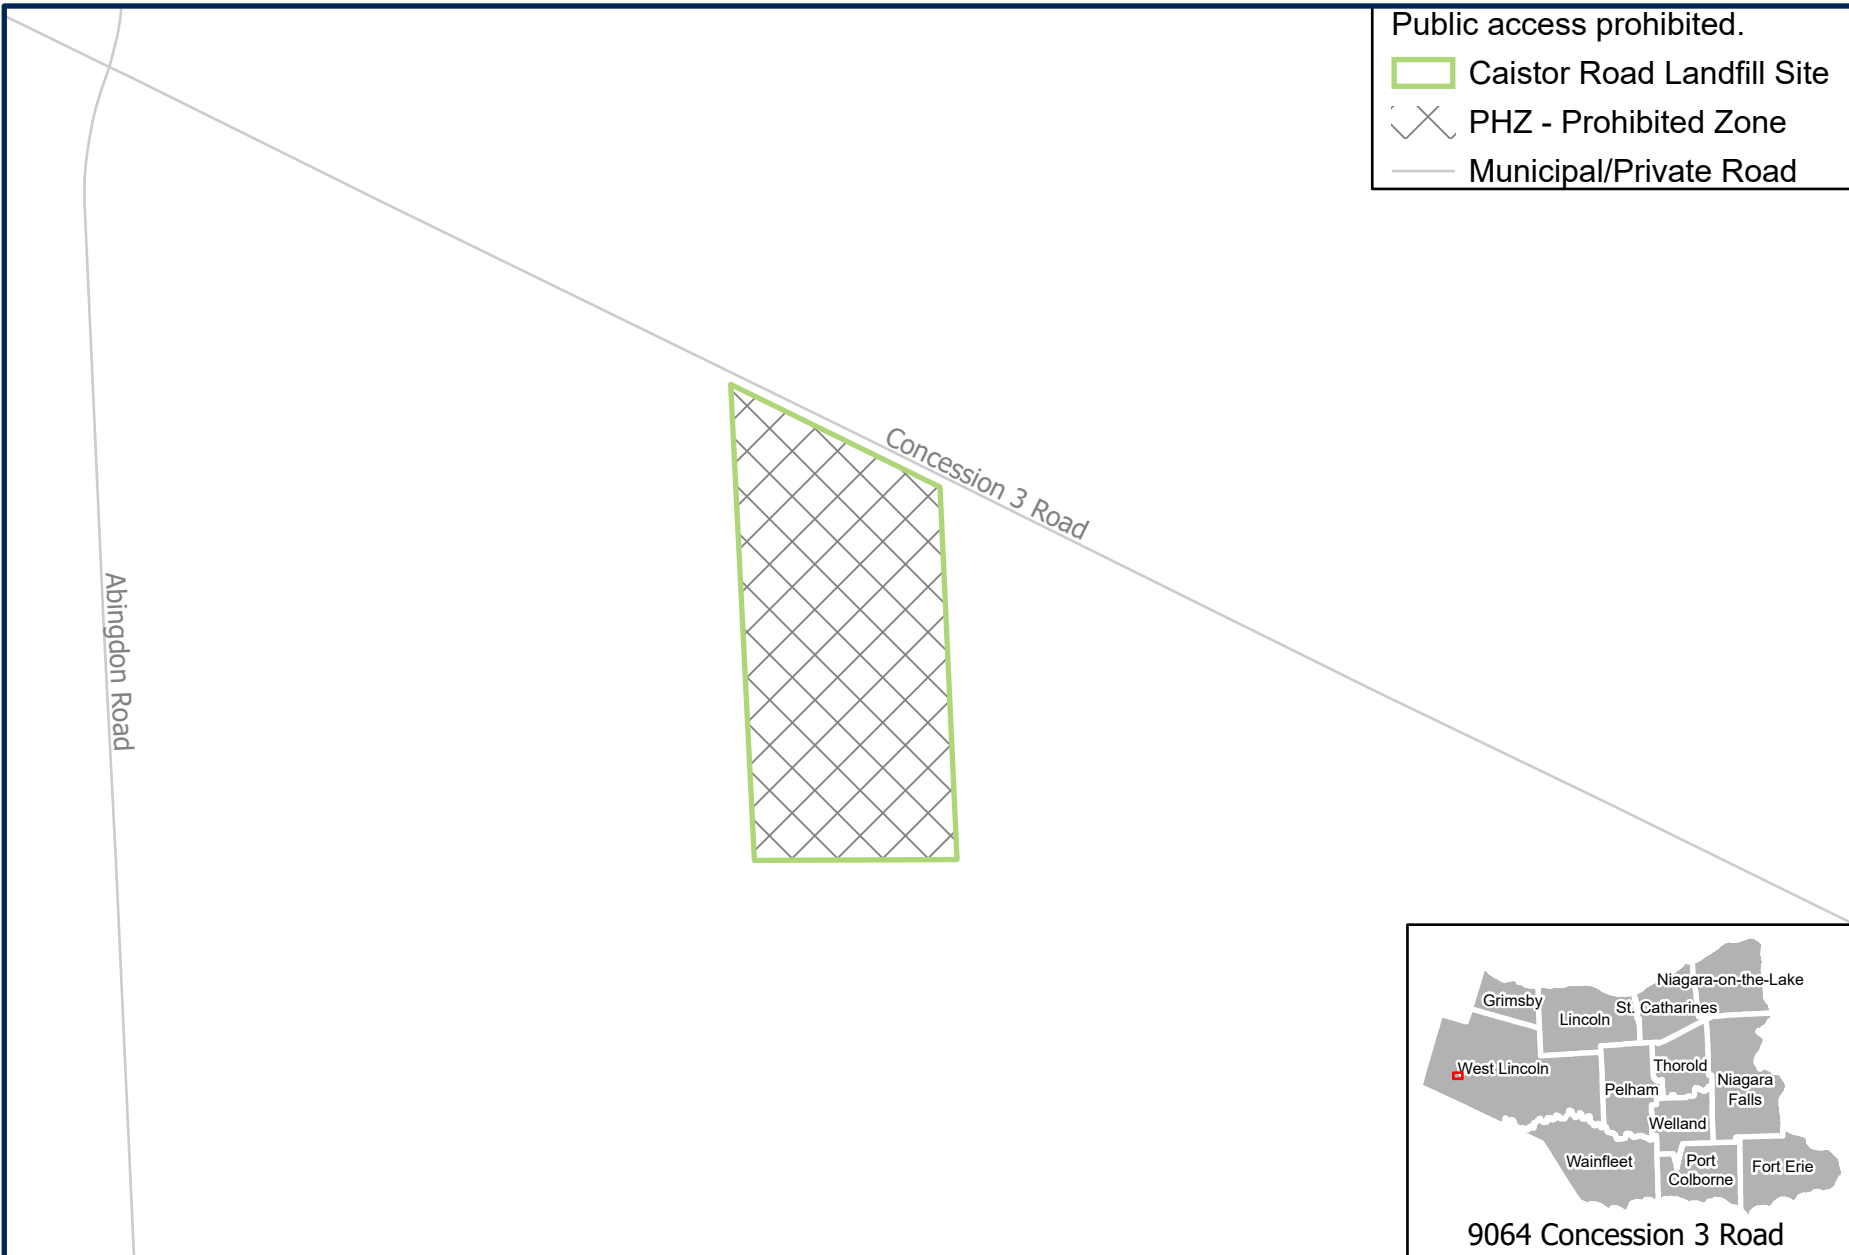 Public access prohibited.
Caistor Road Landfill Site
PHZ - Prohibited Zone
Municipal/Private Road
Concession 3 Road
Abingdon Road
Niagara-on-the-Lake
Grimsby
St. Catharines
Lincoln
West Lincoln
Thorold
Pelham
Niagara
Falls
Welland
Wainfleet
Port
Colborne
Fort Erie
9064 Concession 3 Road